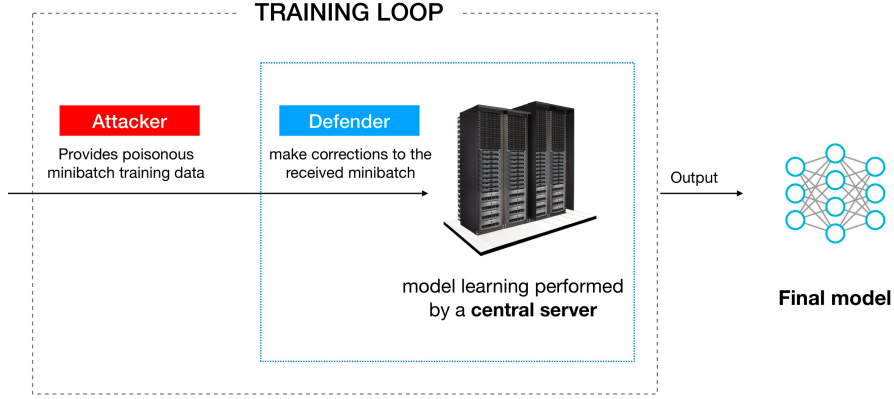 TRAINING LOOP
Attacker
Provides poisonous
minibatch training data
Defender
make corrections to the
received minibatch
model learning performed
by a central server
Output
Final model